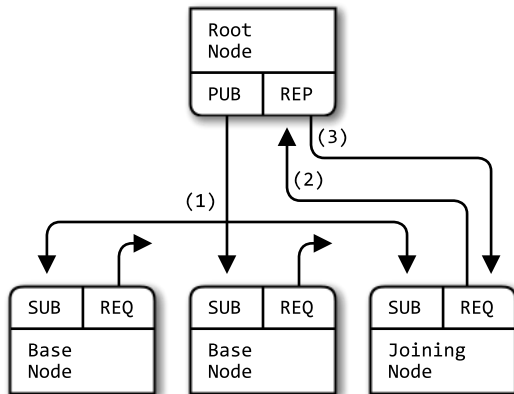 Root
Node
PUB
REP
(3)
(2)
(1)
SUB
REQ
SUB
REQ
SUB
REQ
Base
Node
Base
Node
Joining
Node